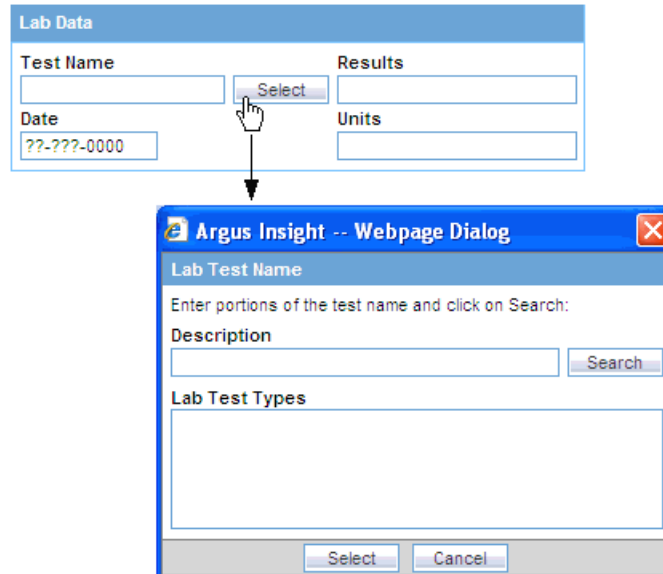 Lab Data
Test Name Results
Select
Date Units
??-???-0000
Argus Insight -- Webpage Dialog
Lab Test Name
Enter portions of the test name and click on Search:
Description
Search
Lab Test Types
Select Cancel